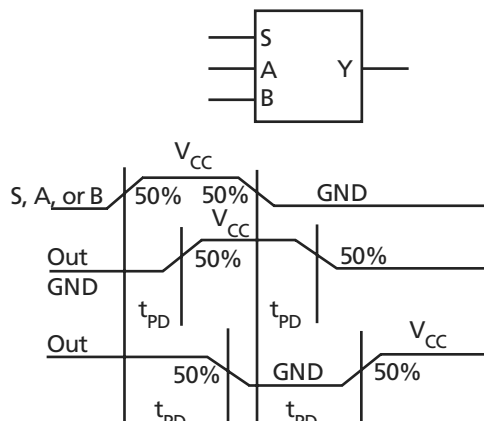 S
A Y
B
V_CC
S, A, or B 50% 50% GND
V_CC
Out 50% 50%
GND
t_PD t_PD
V_CC
Out
50% GND 50%
t_PD t_PD